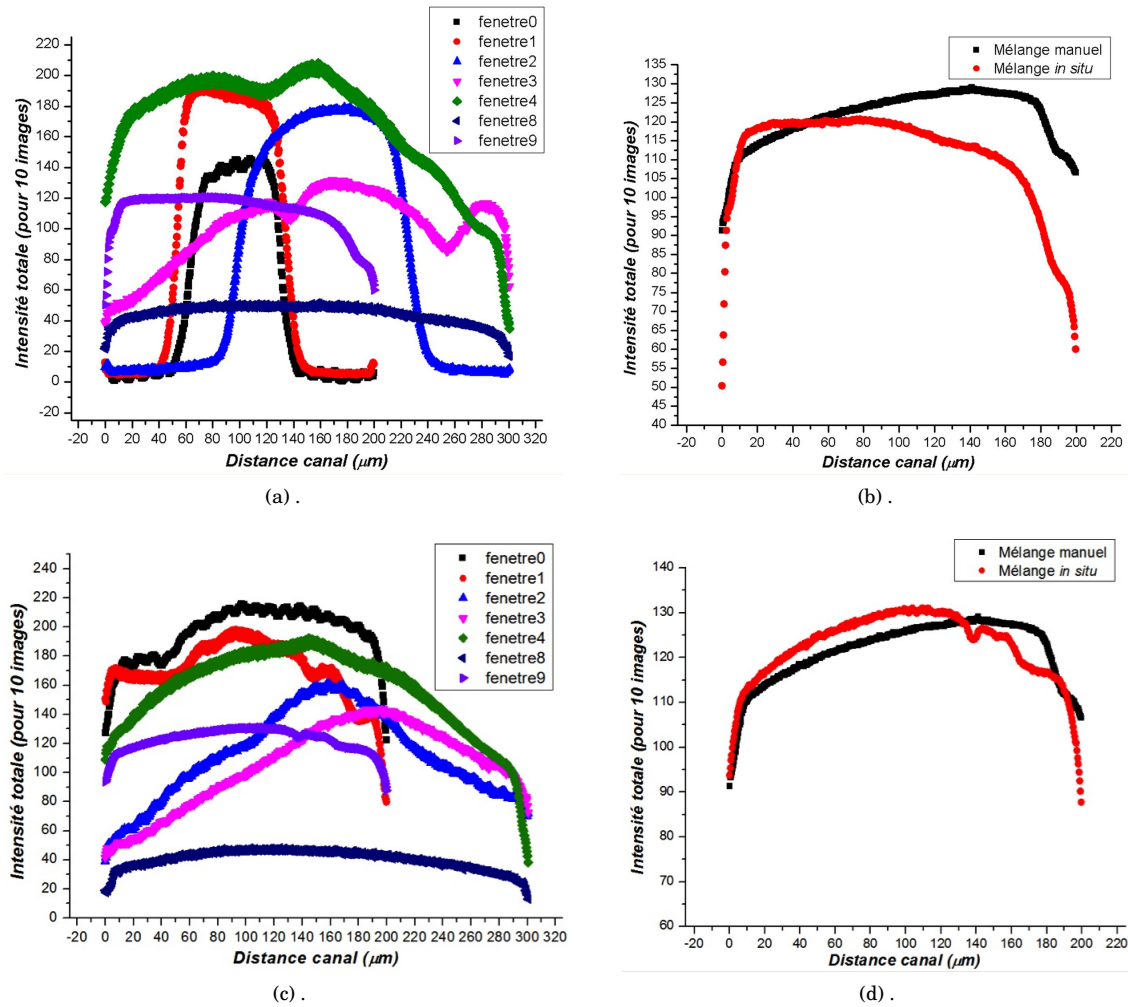 fenetre0
fenetre1
fenetre2
fenetre3
fenetre4
fenetre8
fenetre9
Intensité totale (pour 10 images)
220
200
180
160
140
120
100
80
60
40
20
0
-20
-20 0 20 40 60 80 100 120 140 160 180 200 220 240 260 280 300 320
Distance canal (µm)
(a) .
Mélange manuel
Mélange in situ
Intensité totale (pour 10 images)
135
130
125
120
115
110
105
100
95
90
85
80
75
70
65
60
55
50
45
40
-20 0 20 40 60 80 100 120 140 160 180 200
Distance canal (µm)
(b) .
fenetre0
fenetre1
fenetre2
fenetre3
fenetre4
fenetre8
fenetre9
Intensité totale (pour 10 images)
240
220
200
180
160
140
120
100
80
60
40
20
0
-20 0 20 40 60 80 100 120 140 160 180 200 220 240 260 280 300 320
Distance canal (µm)
(c) .
Mélange manuel
Mélange in situ
Intensité totale (pour 10 images)
140
130
120
110
100
90
80
70
60
-20 0 20 40 60 80 100 120 140 160 180 200
Distance canal (µm)
(d) .